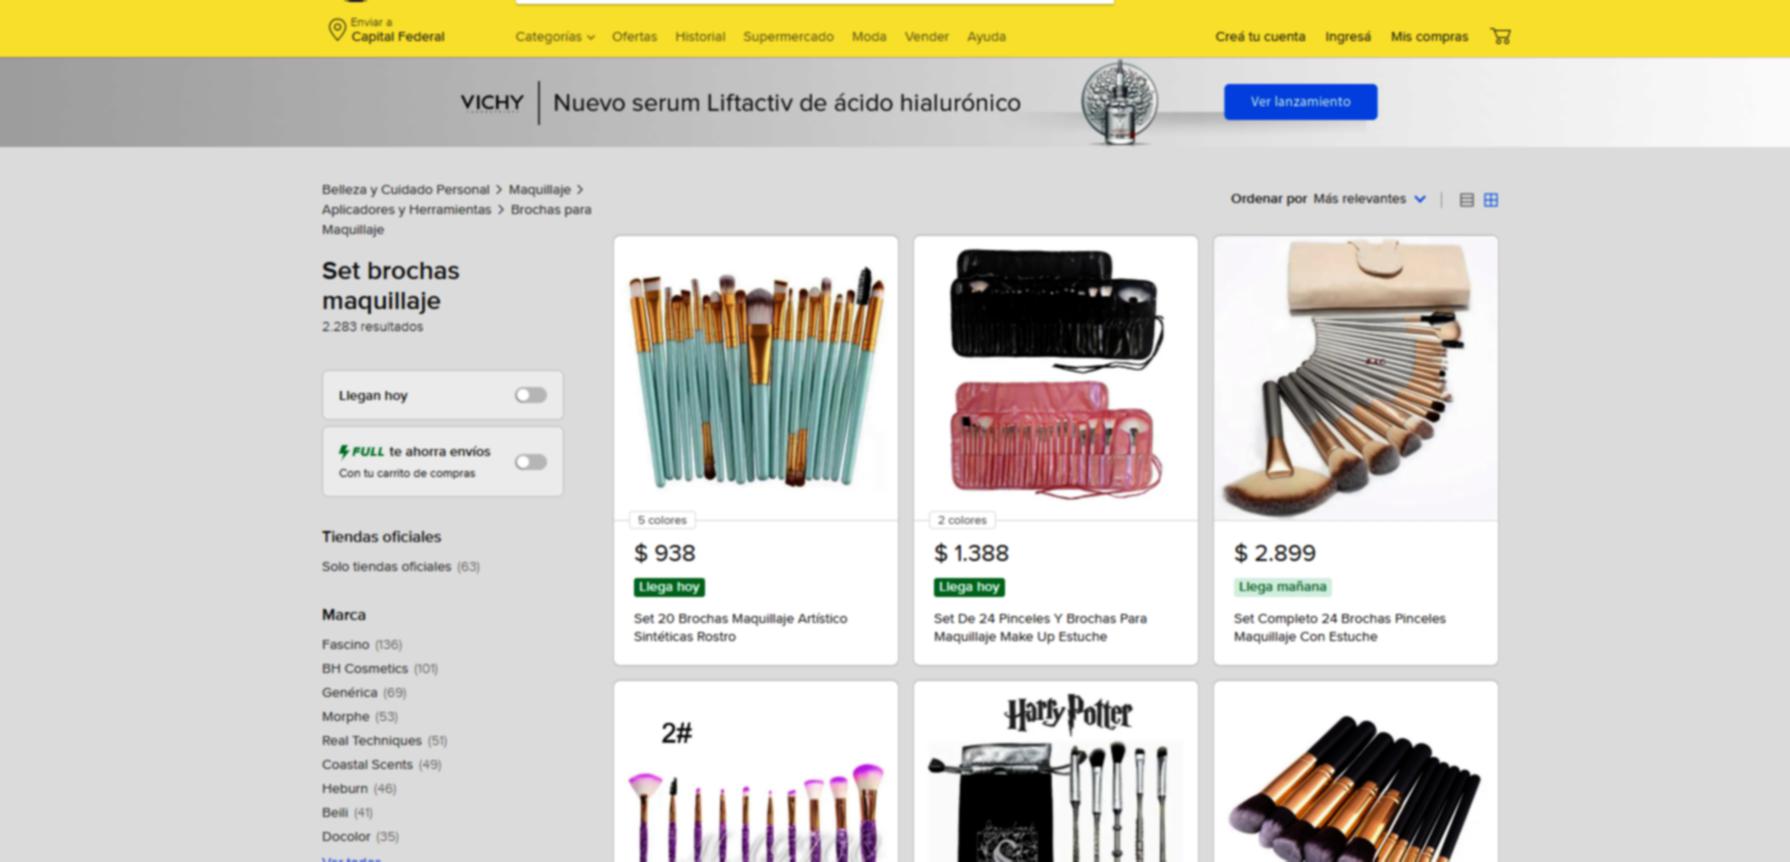 Enviar a
Capital Federal
Categorías
Ofertas
Historial
Supermercado
Moda
Vender
Ayuda
Creá tu cuenta
Ingresá
Mis compras
VICHY
Nuevo serum Liftactiv de ácido hialurónico
Ver lanzamiento
Belleza y Cuidado Personal > Maquillaje >
Aplicadores y Herramientas > Brochas para
Maquillaje
Ordenar por Más relevantes
Set brochas
maquillaje
2.283 resultados
Llegan hoy
FULL te ahorra envíos
Con tu carrito de compras
Tiendas oficiales
Solo tiendas oficiales (63)
Marca
Fascino (136)
BH Cosmetics (101)
Genérica (69)
Morphe (53)
Real Techniques (51)
Coastal Scents (49)
Heburn (46)
Beili (41)
Docolor (35)
Ver todos
5 colores
$ 938
Llega hoy
Set 20 Brochas Maquillaje Artístico
Sintéticas Rostro
2 colores
$ 1.388
Llega hoy
Set De 24 Pinceles Y Brochas Para
Maquillaje Make Up Estuche
$ 2.899
Llega mañana
Set Completo 24 Brochas Pinceles
Maquillaje Con Estuche
2#
Harry Potter